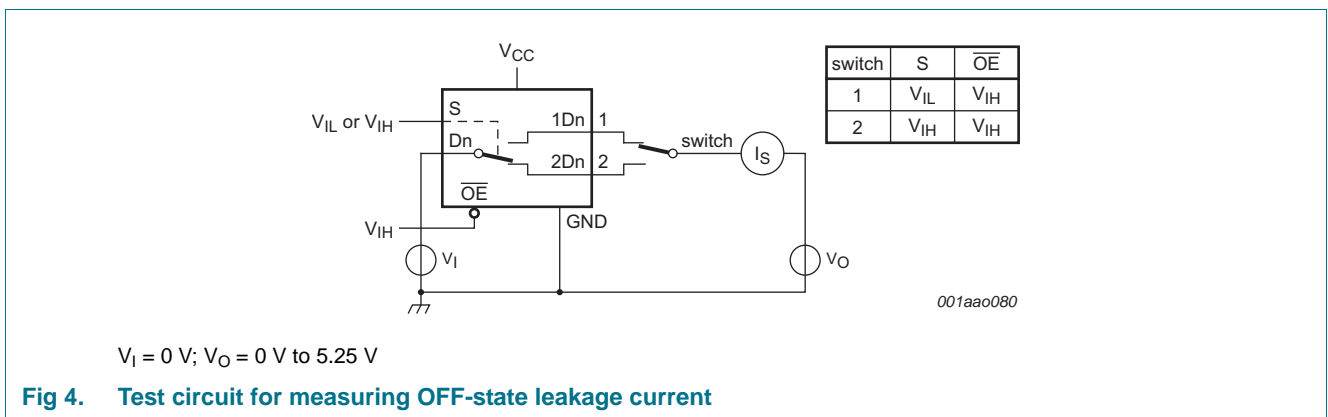 VCC
switch S OE
1 VIL VIH
2 VIH VIH
VIL or VIH
S
1Dn 1
Dn
switch
IS
2Dn 2
OE
VIH
GND
VI
VO
001aao080
VI = 0 V; VO = 0 V to 5.25 V
Fig 4. Test circuit for measuring OFF-state leakage current